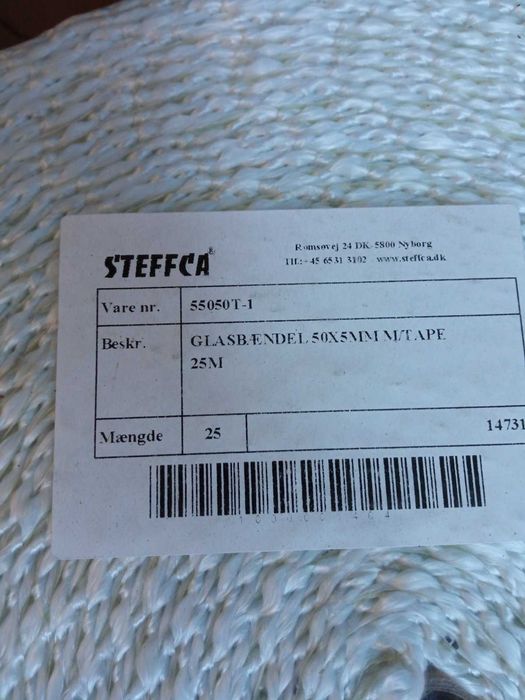 STEFFCA®
Romsøvej 24 DK-5800 Nyborg
Tlf.: +45 6531 3102 www.steffca.dk
Vare nr. 55050T-1
Beskr. GLASBÆNDEL 50X5MM M/TAPE
25M
Mængde 25 14731